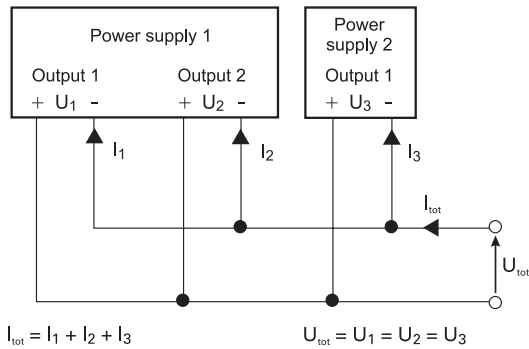 Power supply 1
Power
supply 2
Output 1
Output 2
Output 1
+ U₁ −
+ U₂ −
+ U₃ −
I₁
I₂
I₃
Iₜₒₜ
Uₜₒₜ
Iₜₒₜ = I₁ + I₂ + I₃
Uₜₒₜ = U₁ = U₂ = U₃